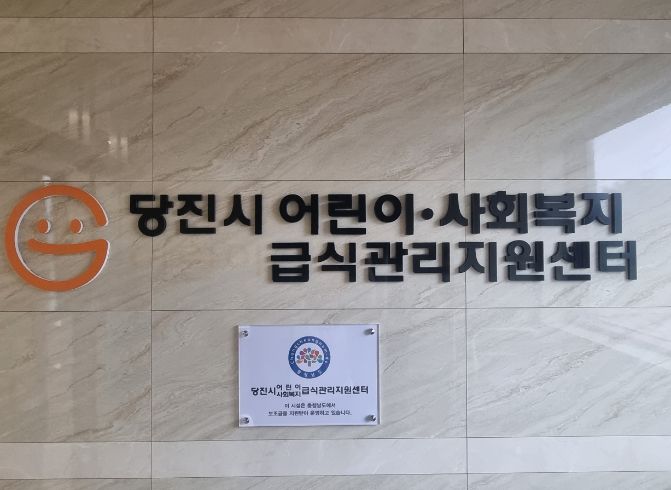 당진시 어린이·사회복지
급식관리지원센터
당진시 어린이 사회복지 급식관리지원센터
이 시설은 충청남도에서
보조금을 지원받아 운영하고 있습니다.